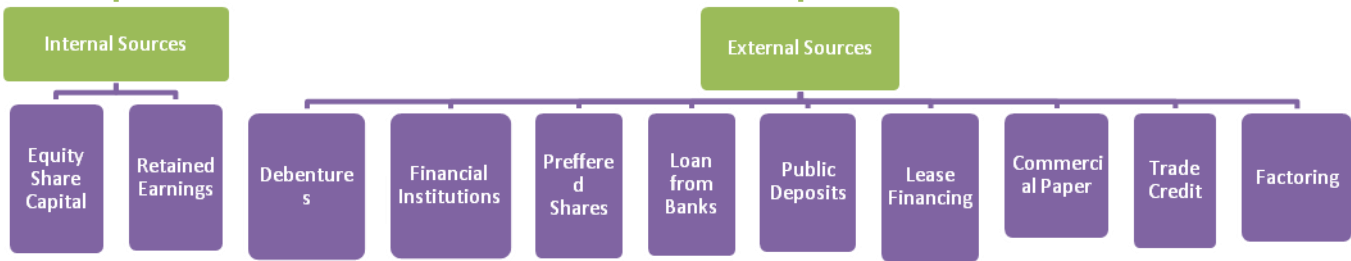 Internal Sources
External Sources
Equity
Share
Capital
Retained
Earnings
Debenture
s
Financial
Institutions
Preffere
d
Shares
Loan
from
Banks
Public
Deposits
Lease
Financing
Commerci
al Paper
Trade
Credit
Factoring